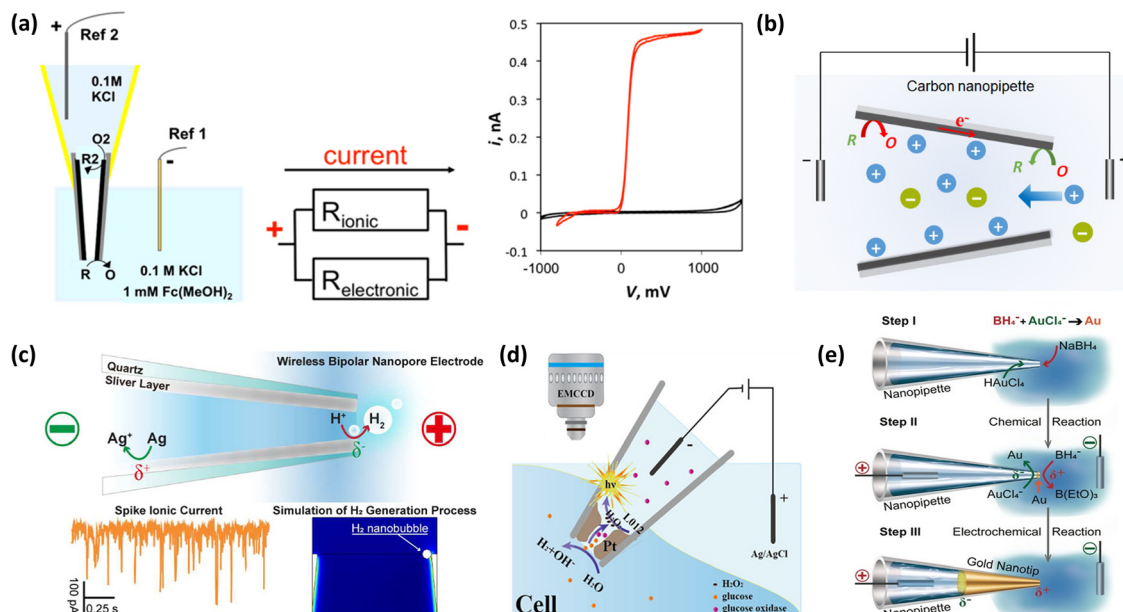 (a)
+
Ref 2
0.1M
KCl
O2
R2
Ref 1
-
R
O
0.1 M KCl
1 mM Fc(MeOH)₂
current
+
-
R_ionic
R_electronic
i, nA
0.5
0.4
0.3
0.2
0.1
0
-0.1
-1000
0
1000
V, mV
(b)
Carbon nanopipette
e⁻
R
O
R
O
-
+
+
+
+
+
+
+
-
-
-
(c)
Wireless Bipolar Nanopore Electrode
Quartz
Sliver Layer
Ag⁺
Ag
δ⁺
H⁺
H₂
δ⁻
Spike Ionic Current
Simulation of H₂ Generation Process
H₂ nanobubble
100 pA
0.25 s
(d)
EMCCD
hv
L012
H₂O₂
Pt
H₂+OH⁻
H₂O
-
+
Ag/AgCl
Cell
H₂O₂
glucose
glucose oxidase
(e)
Step I
BH₄⁻ + AuCl₄⁻ → Au
NaBH₄
HAuCl₄
Nanopipette
Chemical
Reaction
Step II
Au
BH₄⁻
δ⁻
δ⁺
AuCl₄⁻
Au
B(EtO)₃
Nanopipette
Electrochemical
Reaction
Step III
Gold Nanotip
δ⁻
δ⁺
Nanopipette